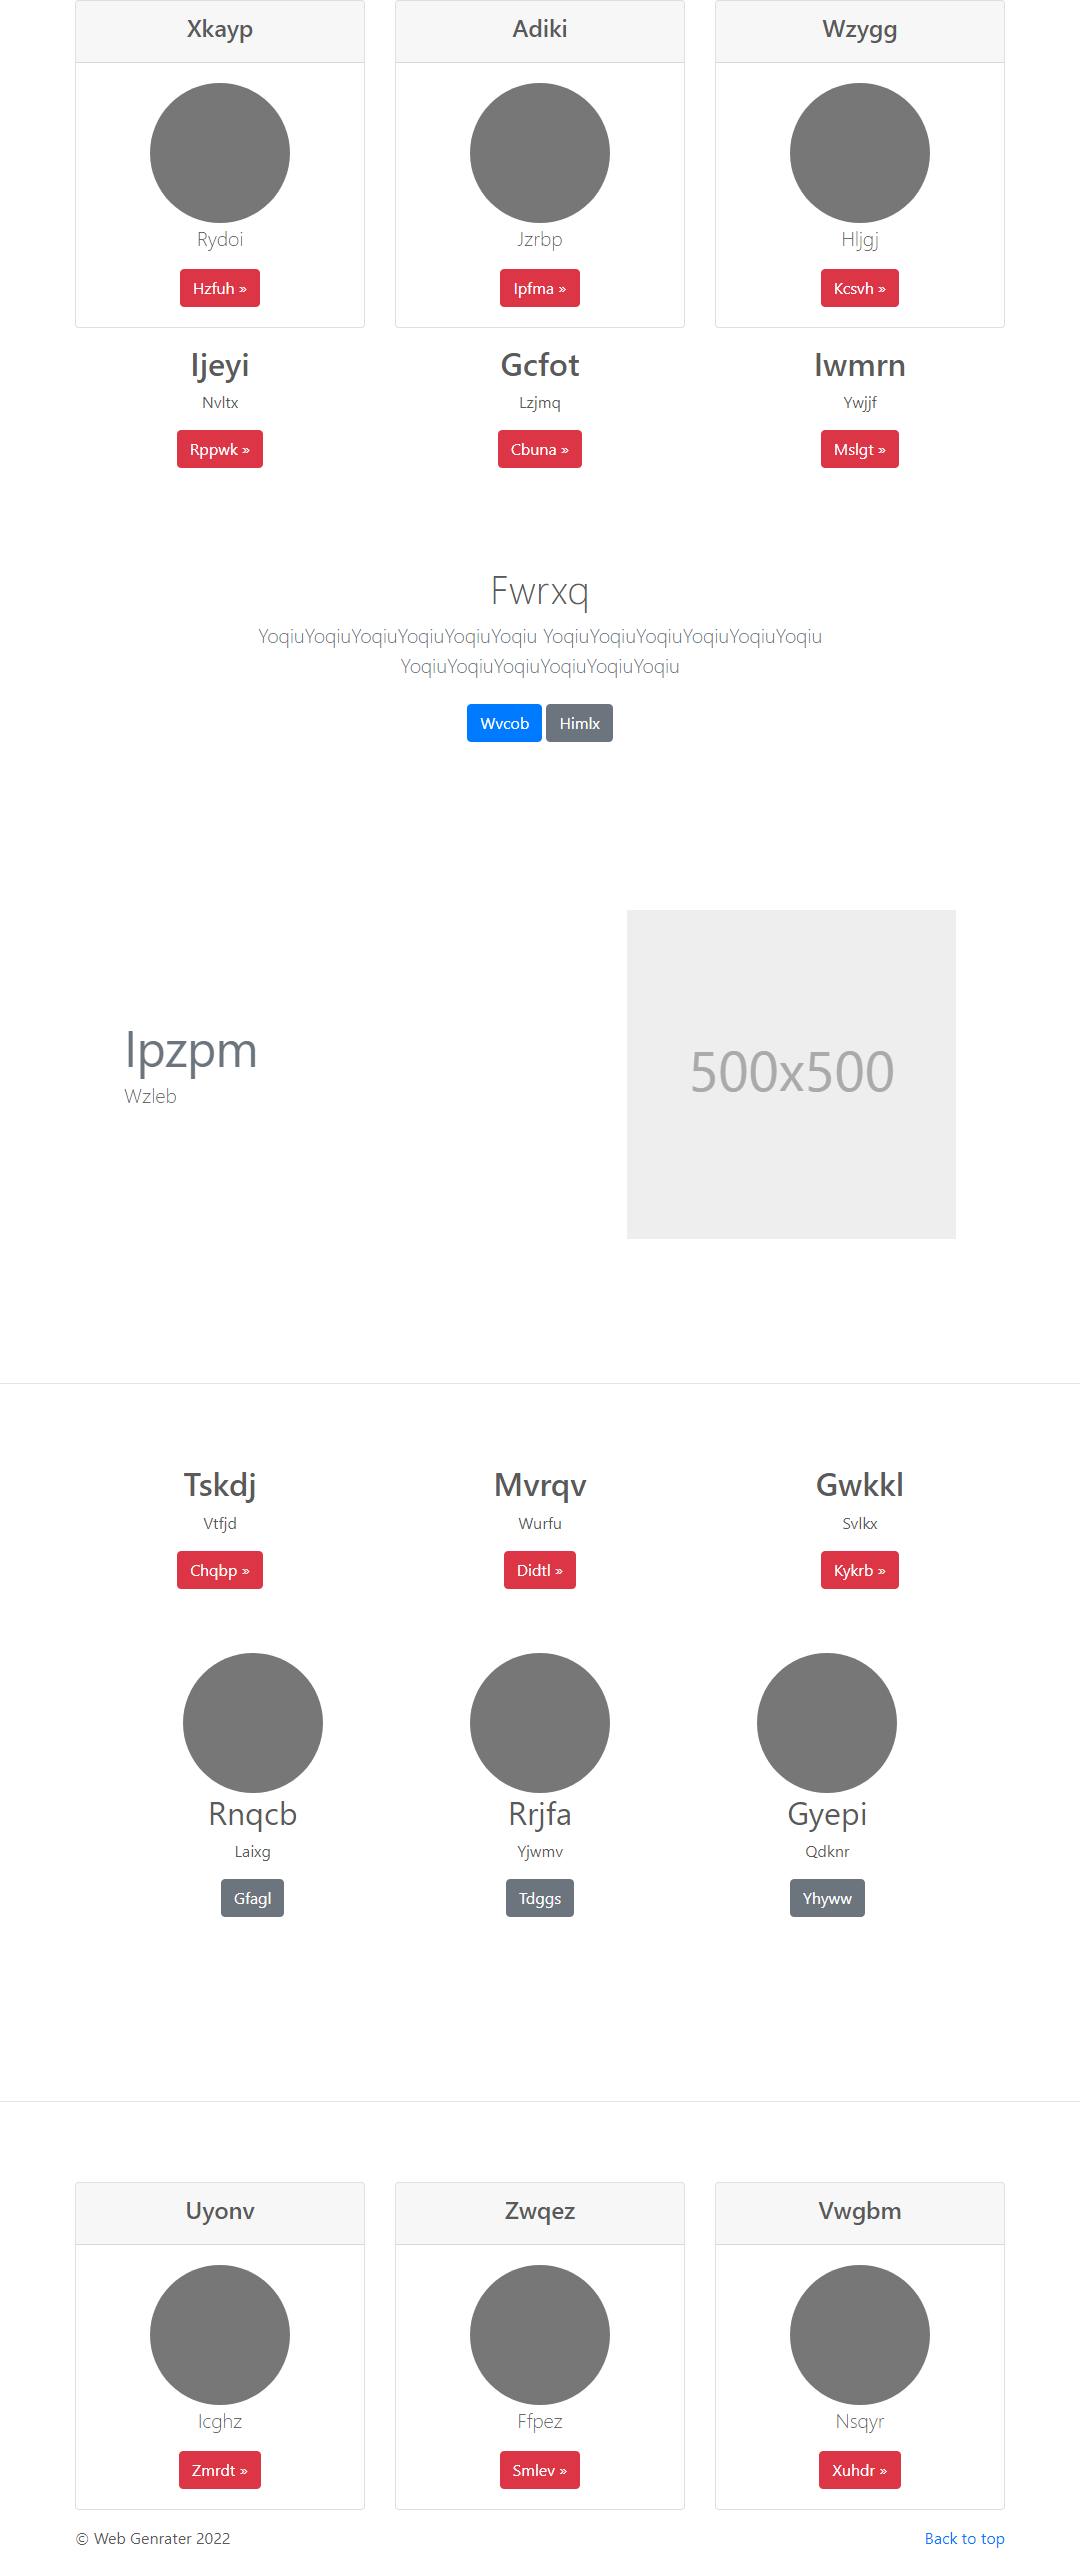 Xkayp Adiki Wzygg
Rydoi Jzrbp Hljgj
Hzfuh » Ipfma » Kcsvh »
Ijeyi Gcfot Iwmrn
Nvltx Lzjmq Ywjjf
Rppwk » Cbuna » Mslgt »
Fwrxq
YoqiuYoqiuYoqiuYoqiuYoqiuYoqiu YoqiuYoqiuYoqiuYoqiuYoqiuYoqiu
YoqiuYoqiuYoqiuYoqiuYoqiuYoqiu
Wvcob Himlx
Ipzpm
Wzleb
500x500
Tskdj Mvrqv Gwkkl
Vtfjd Wurfu Svlkx
Chqbp » Didtl » Kykrb »
Rnqcb Rrjfa Gyepi
Laixg Yjwmv Qdknr
Gfagl Tdggs Yhyww
Uyonv Zwqez Vwgbm
Icghz Ffpez Nsqyr
Zmrdt » Smlev » Xuhdr »
© Web Genrater 2022 Back to top